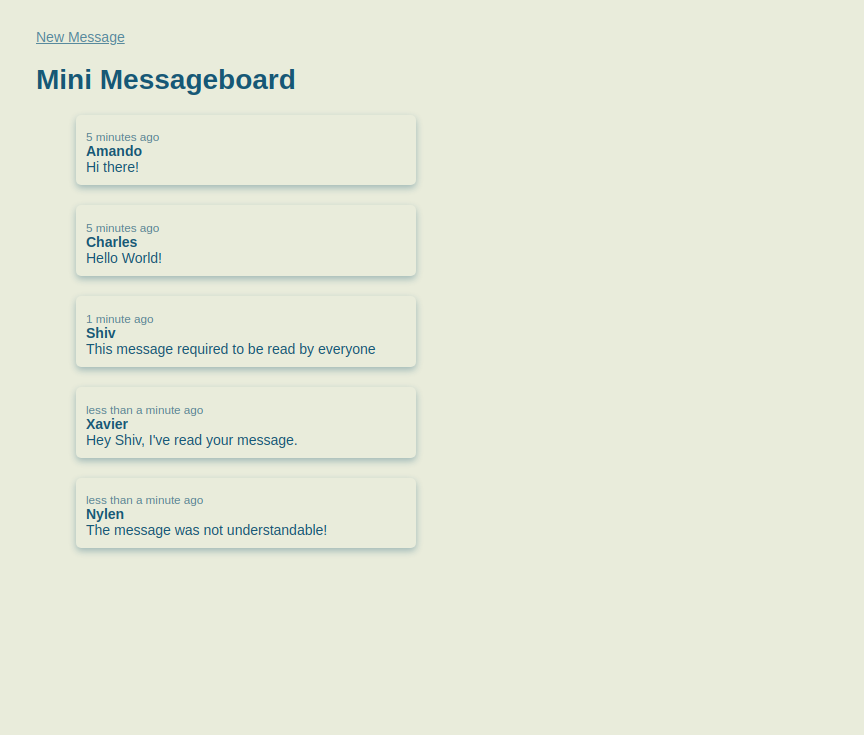 New Message
Mini Messageboard
5 minutes ago
Amando
Hi there!
5 minutes ago
Charles
Hello World!
1 minute ago
Shiv
This message required to be read by everyone
less than a minute ago
Xavier
Hey Shiv, I've read your message.
less than a minute ago
Nylen
The message was not understandable!